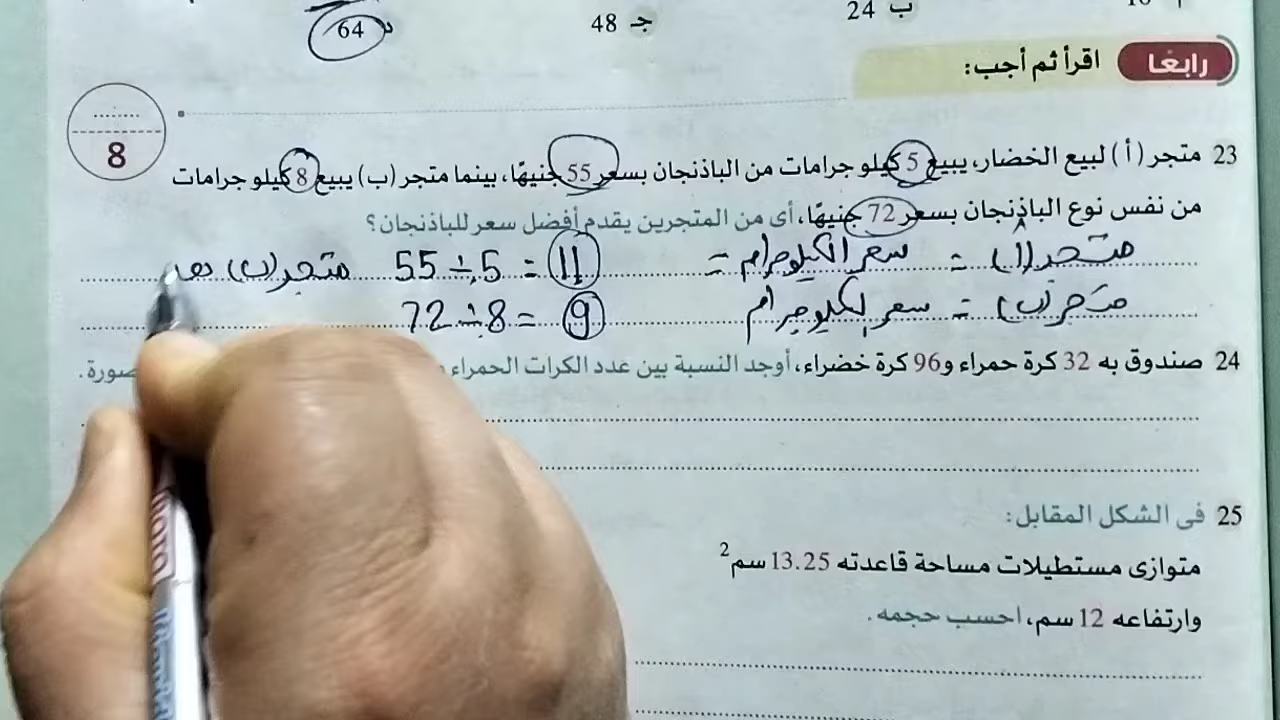 ب 24 جـ 48 د 64
رابعًا اقرأ ثم أجب:
8
23 متجر (أ) لبيع الخضار، يبيع 5 كيلو جرامات من الباذنجان بسعر 55 جنيهًا، بينما متجر (ب) يبيع 8 كيلو جرامات
من نفس نوع الباذنجان بسعر 72 جنيهًا، أى من المتجرين يقدم أفضل سعر للباذنجان؟
متجر (أ) = سعر الكيلوجرام = 55 ÷ 5 = 11 متجر (ب) هو
متجر (ب) = سعر الكيلوجرام 72 ÷ 8 = 9
24 صندوق به 32 كرة حمراء و96 كرة خضراء، أوجد النسبة بين عدد الكرات الحمراء صورة.
25 فى الشكل المقابل:
متوازى مستطيلات مساحة قاعدته 13.25 سم2
وارتفاعه 12 سم، احسب حجمه.